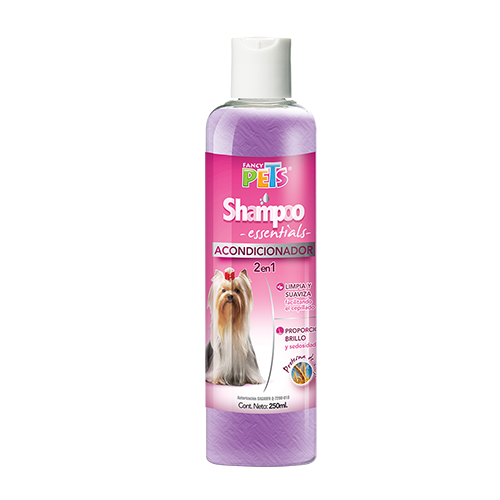 FANCY
PETS®
Shampoo
-essentials-
ACONDICIONADOR
2 en 1
LIMPIA Y
SUAVIZA
facilitando
el cepillado
PROPORCI
BRILLO
y sedosidad
Proteína
Cont. Neto: 250mL.